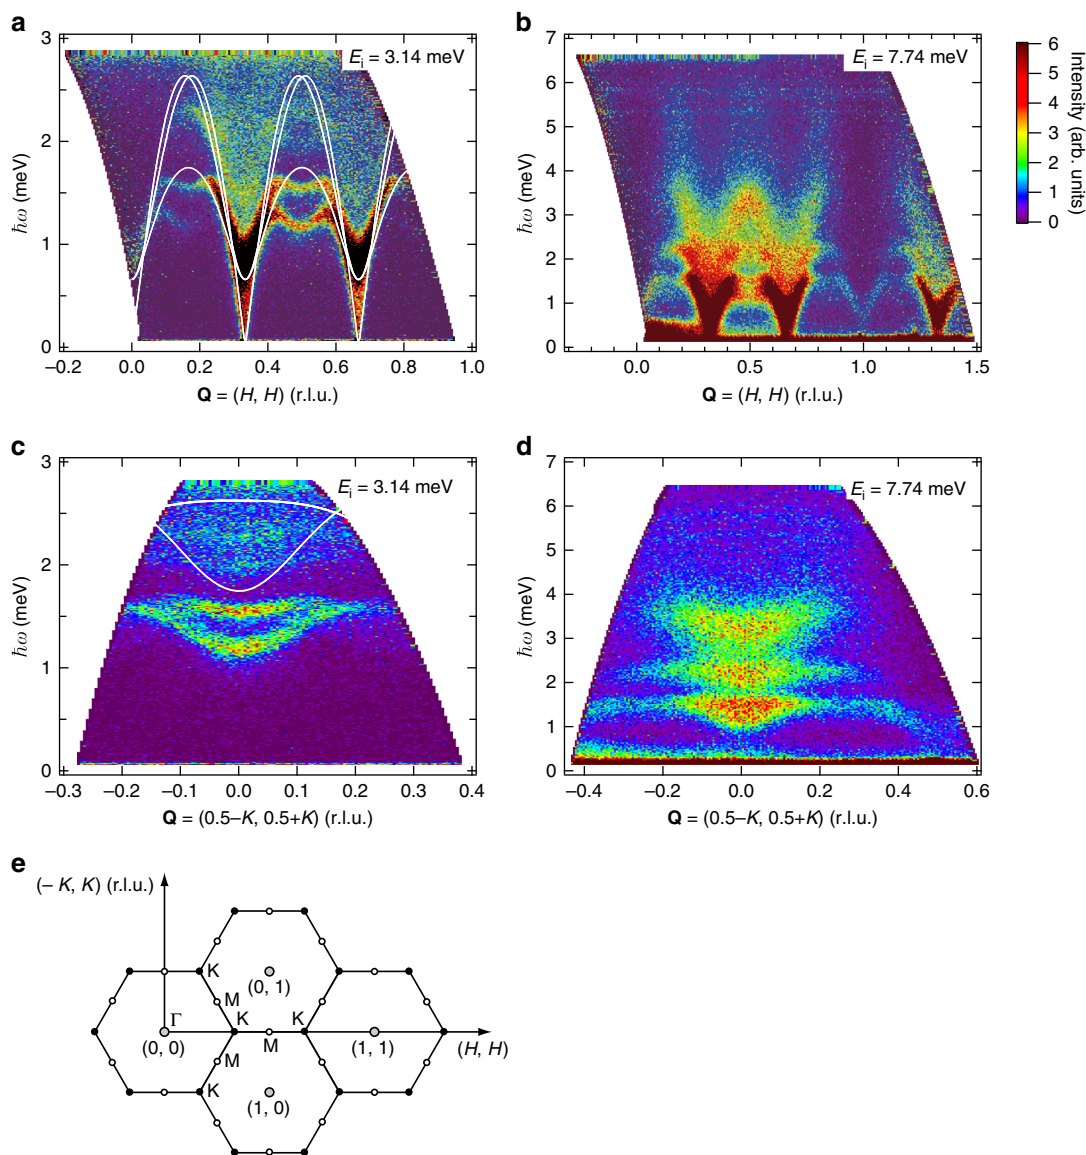 a
3
2
1
0
ħω (meV)
Eᵢ = 3.14 meV
−0.2 0.0 0.2 0.4 0.6 0.8 1.0
Q = (H, H) (r.l.u.)
b
7
6
5
4
3
2
1
0
ħω (meV)
Eᵢ = 7.74 meV
0.0 0.5 1.0 1.5
Q = (H, H) (r.l.u.)
6
5
4
3
2
1
0
Intensity (arb. units)
c
3
2
1
0
ħω (meV)
Eᵢ = 3.14 meV
−0.3 −0.2 −0.1 0.0 0.1 0.2 0.3 0.4
Q = (0.5−K, 0.5+K) (r.l.u.)
d
7
6
5
4
3
2
1
0
ħω (meV)
Eᵢ = 7.74 meV
−0.4 −0.2 0.0 0.2 0.4 0.6
Q = (0.5−K, 0.5+K) (r.l.u.)
e
(− K, K) (r.l.u.)
K
(0, 1)
M
Γ
K
K
(0, 0)
M
(1, 1)
(H, H)
M
K
(1, 0)